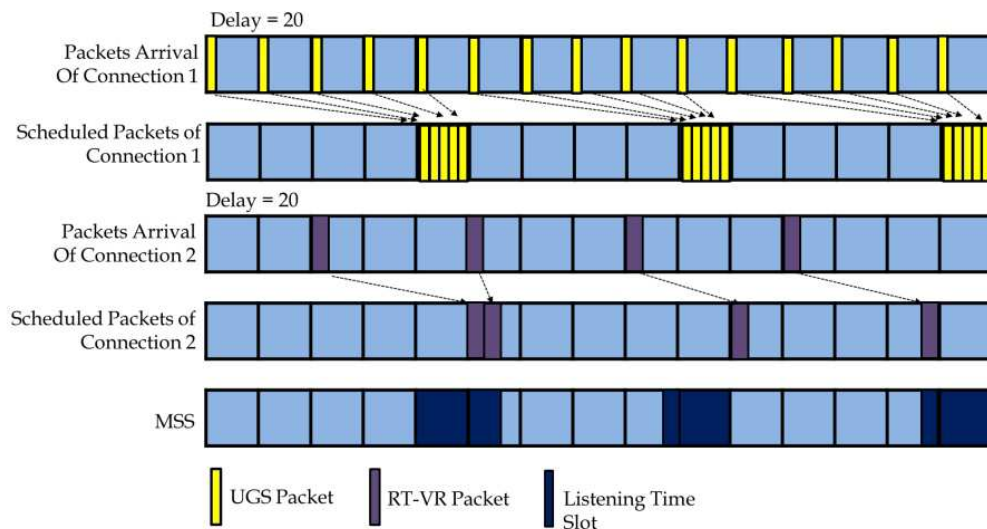 Delay = 20
Packets Arrival
Of Connection 1
Scheduled Packets of
Connection 1
Delay = 20
Packets Arrival
Of Connection 2
Scheduled Packets of
Connection 2
MSS
UGS Packet
RT-VR Packet
Listening Time
Slot